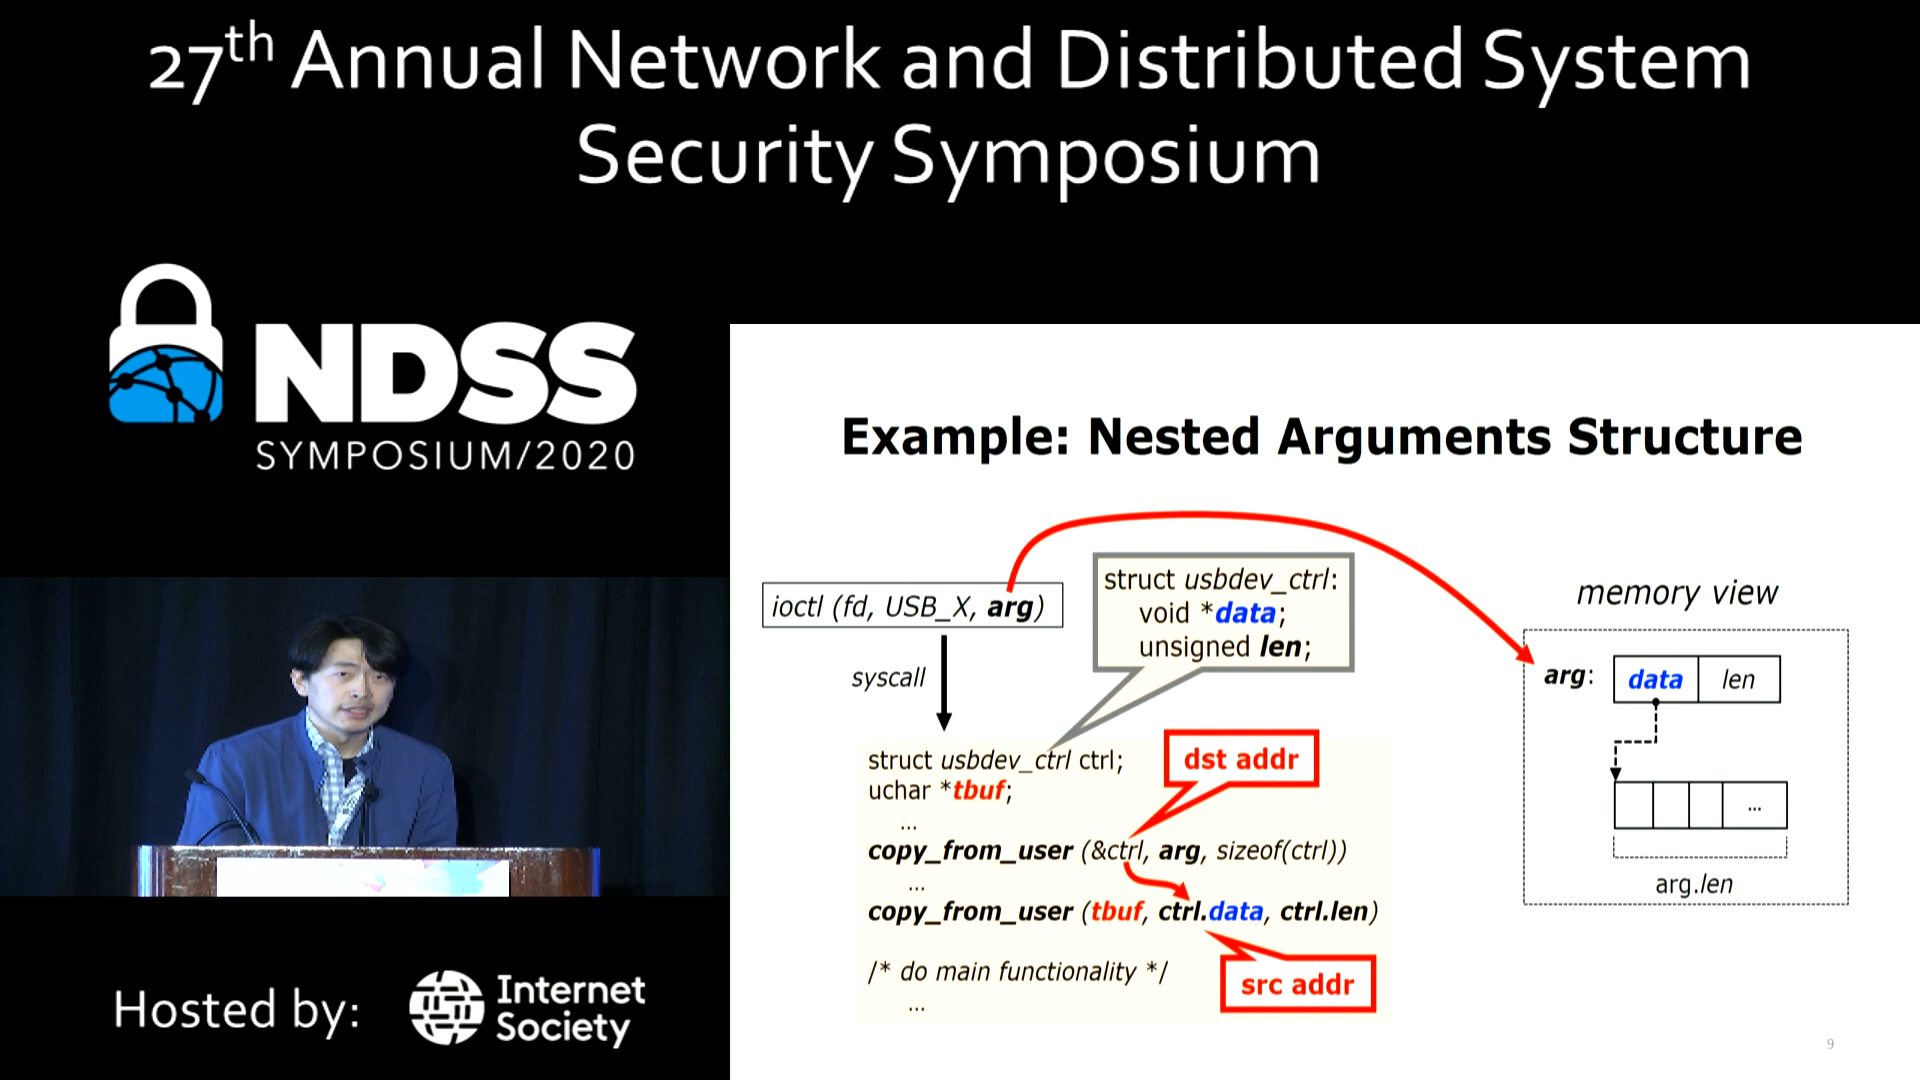 27th Annual Network and Distributed System
Security Symposium
NDSS
SYMPOSIUM/2020
Hosted by:
Internet
Society
Example: Nested Arguments Structure
ioctl (fd, USB_X, arg)
syscall
struct usbdev_ctrl:
void *data;
unsigned len;
memory view
arg:
data
len
...
arg.len
struct usbdev_ctrl ctrl;
uchar *tbuf;
...
dst addr
copy_from_user (&ctrl, arg, sizeof(ctrl))
...
copy_from_user (tbuf, ctrl.data, ctrl.len)
src addr
/* do main functionality */
...
9